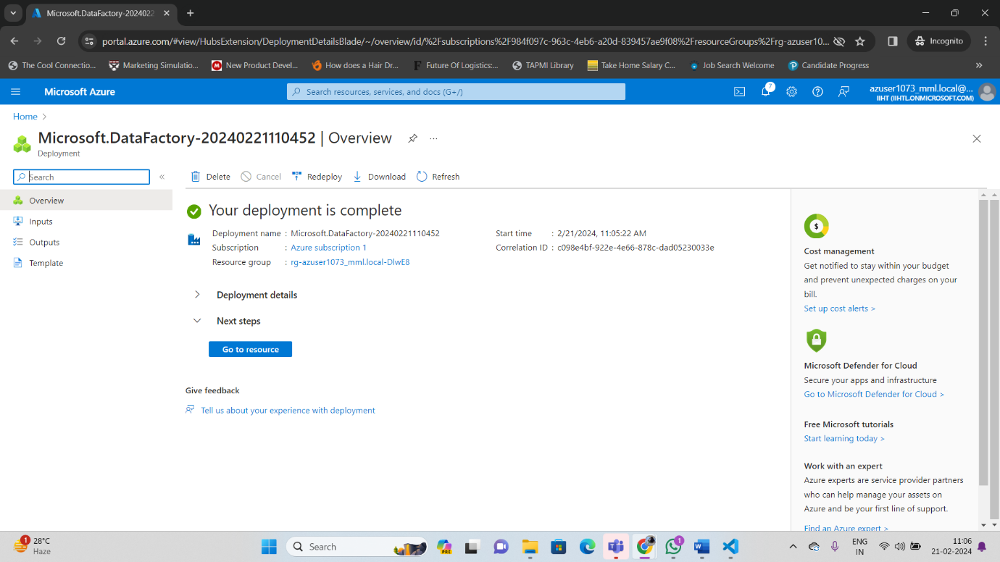 Microsoft.DataFactory-2024022
portal.azure.com/#view/HubsExtension/DeploymentDetailsBlade/~/overview/id/%2Fsubscriptions%2F984f097c-963c-4eb6-a20d-839457ae9f08%2FresourceGroups%2Frg-azuser10...
Incognito
The Cool Connectio...
Marketing Simulatio...
New Product Devel...
How does a Hair Dr...
Future Of Logistics:...
TAPMI Library
Take Home Salary C...
Job Search Welcome
Candidate Progress
Microsoft Azure
Search resources, services, and docs (G+/)
7
azuser1073_mml.local@...
IIHT (IIHTL.ONMICROSOFT.COM)
Home
Microsoft.DataFactory-20240221110452 | Overview
Deployment
Search
Delete
Cancel
Redeploy
Download
Refresh
Overview
Inputs
Outputs
Template
Your deployment is complete
Deployment name : Microsoft.DataFactory-20240221110452
Subscription : Azure subscription 1
Resource group : rg-azuser1073_mml.local-DlwE8
Start time : 2/21/2024, 11:05:22 AM
Correlation ID : c098e4bf-922e-4e66-878c-dad05230033e
Deployment details
Next steps
Go to resource
Give feedback
Tell us about your experience with deployment
Cost management
Get notified to stay within your budget
and prevent unexpected charges on your
bill.
Set up cost alerts >
Microsoft Defender for Cloud
Secure your apps and infrastructure
Go to Microsoft Defender for Cloud >
Free Microsoft tutorials
Start learning today >
Work with an expert
Azure experts are service provider partners
who can help manage your assets on
Azure and be your first line of support.
Find an Azure expert >
1
28°C
Haze
Search
PRE
1
ENG
IN
11:06
21-02-2024